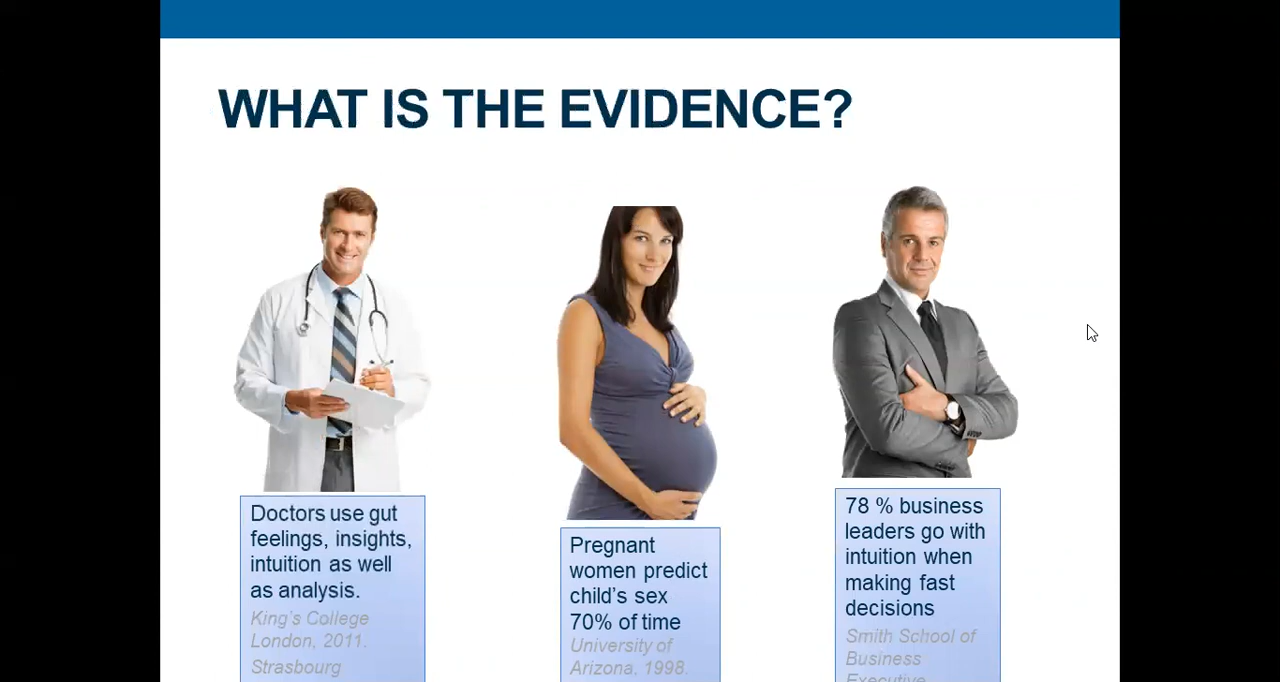 WHAT IS THE EVIDENCE?
Doctors use gut
feelings, insights,
intuition as well
as analysis.
King's College
London, 2011.
Strasbourg
Pregnant
women predict
child's sex
70% of time
University of
Arizona, 1998.
78 % business
leaders go with
intuition when
making fast
decisions
Smith School of
Business
Executive